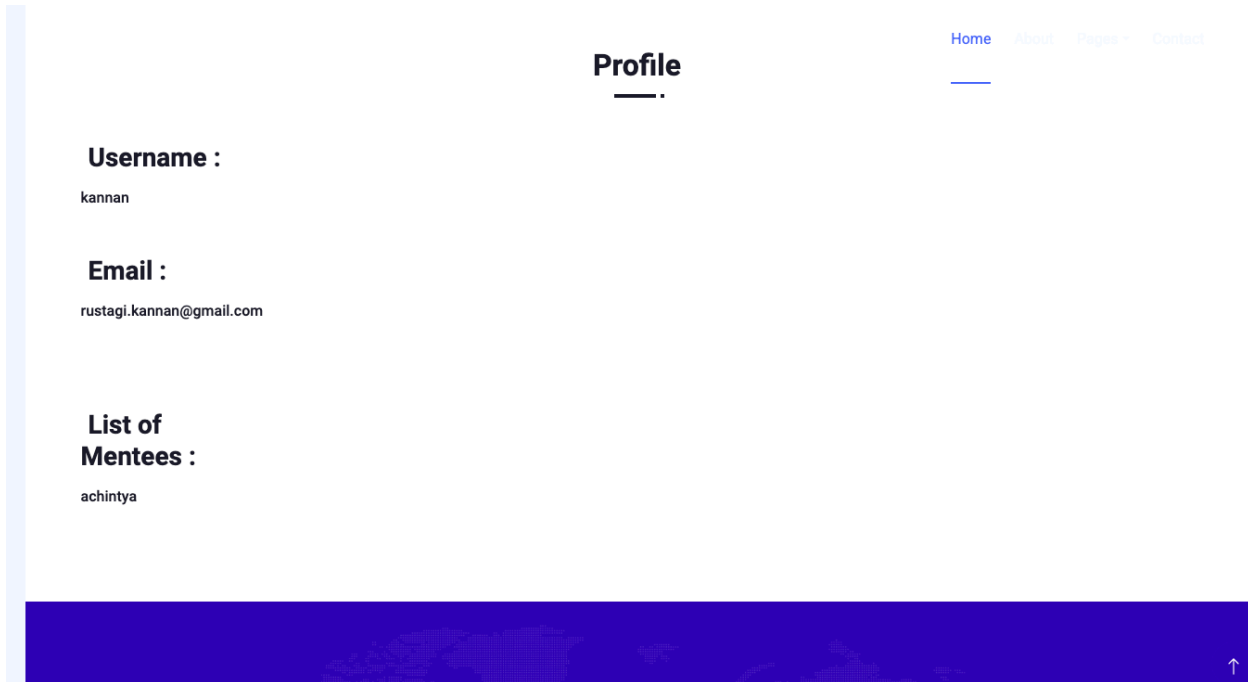 Home About Pages Contact
Profile
Username :
kannan
Email :
rustagi.kannan@gmail.com
List of
Mentees :
achintya